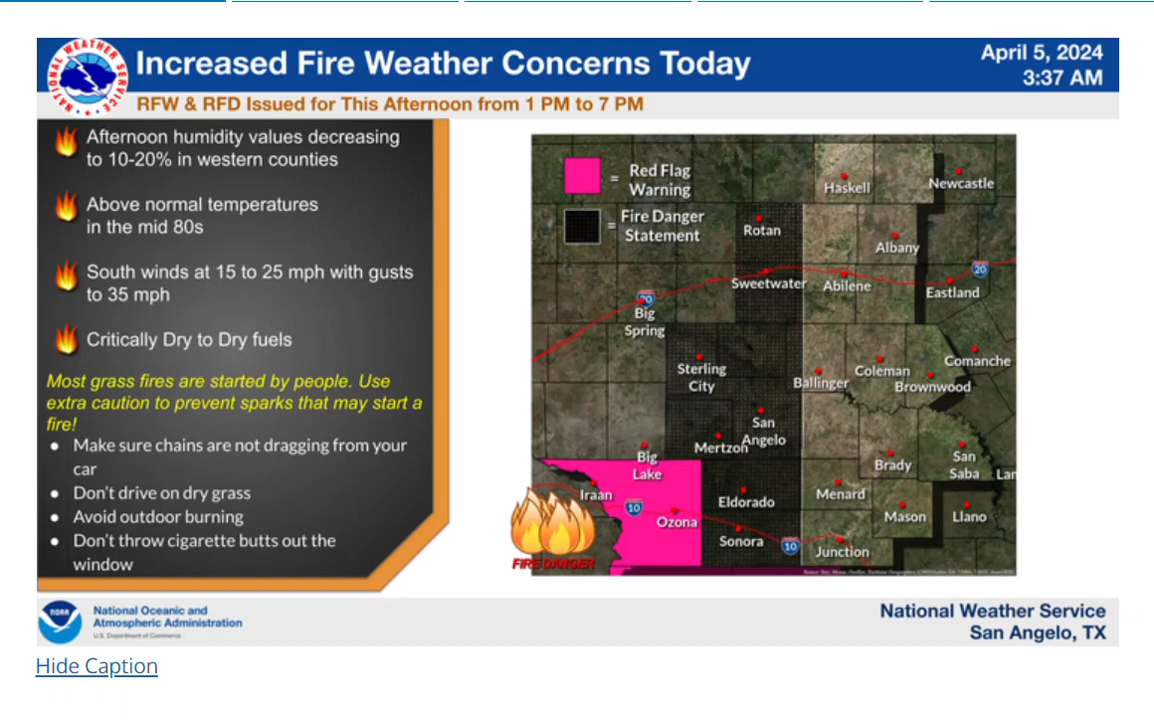 NATIONAL WEATHER SERVICE
Increased Fire Weather Concerns Today
April 5, 2024
3:37 AM
RFW & RFD Issued for This Afternoon from 1 PM to 7 PM
Afternoon humidity values decreasing
to 10-20% in western counties
Above normal temperatures
in the mid 80s
South winds at 15 to 25 mph with gusts
to 35 mph
Critically Dry to Dry fuels
Most grass fires are started by people. Use
extra caution to prevent sparks that may start a
fire!
● Make sure chains are not dragging from your
car
● Don't drive on dry grass
● Avoid outdoor burning
● Don't throw cigarette butts out the
window
= Red Flag
Warning
= Fire Danger
Statement
Haskell
Newcastle
Rotan
Albany
Sweetwater
Abilene
20
Eastland
20
Big
Spring
Sterling
City
Ballinger
Coleman
Brownwood
Comanche
San
Angelo
Mertzon
Big
Lake
Brady
San
Saba
Lan
Iraan
10
Ozona
Eldorado
Menard
Mason
Llano
Sonora
10
Junction
FIRE DANGER
NOAA
National Oceanic and
Atmospheric Administration
U.S. Department of Commerce
National Weather Service
San Angelo, TX
Hide Caption